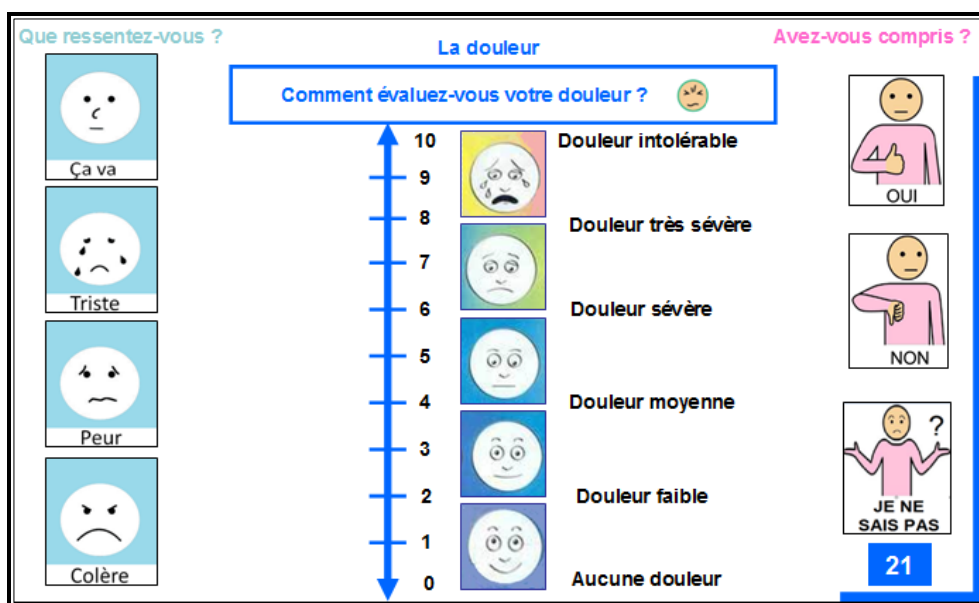 Que ressentez-vous ?
Ça va
Triste
Peur
Colère
La douleur
Comment évaluez-vous votre douleur ?
10 Douleur intolérable
9
8 Douleur très sévère
7
6 Douleur sévère
5
4 Douleur moyenne
3
2 Douleur faible
1
0 Aucune douleur
Avez-vous compris ?
OUI
NON
?
JE NE
SAIS PAS
21